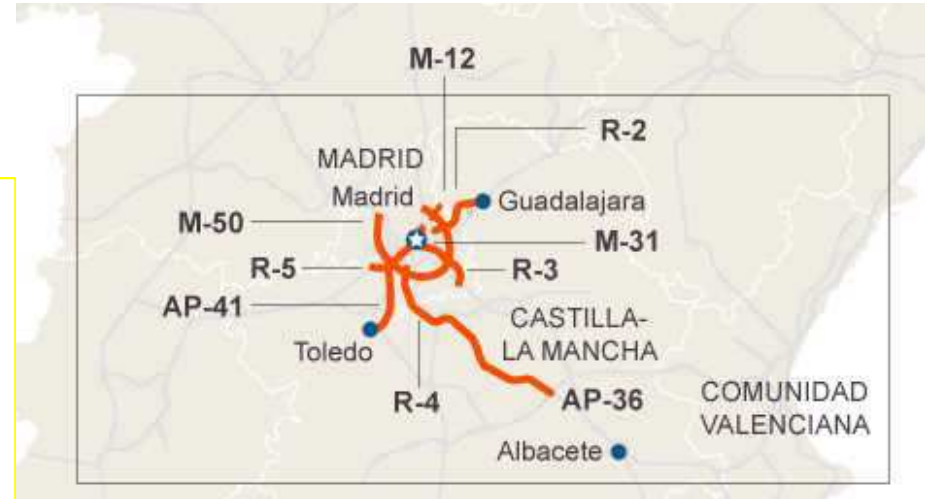 M-12
R-2
MADRID
Madrid
Guadalajara
M-50
M-31
R-5
R-3
AP-41
CASTILLA-
LA MANCHA
Toledo
R-4
AP-36
COMUNIDAD
VALENCIANA
Albacete